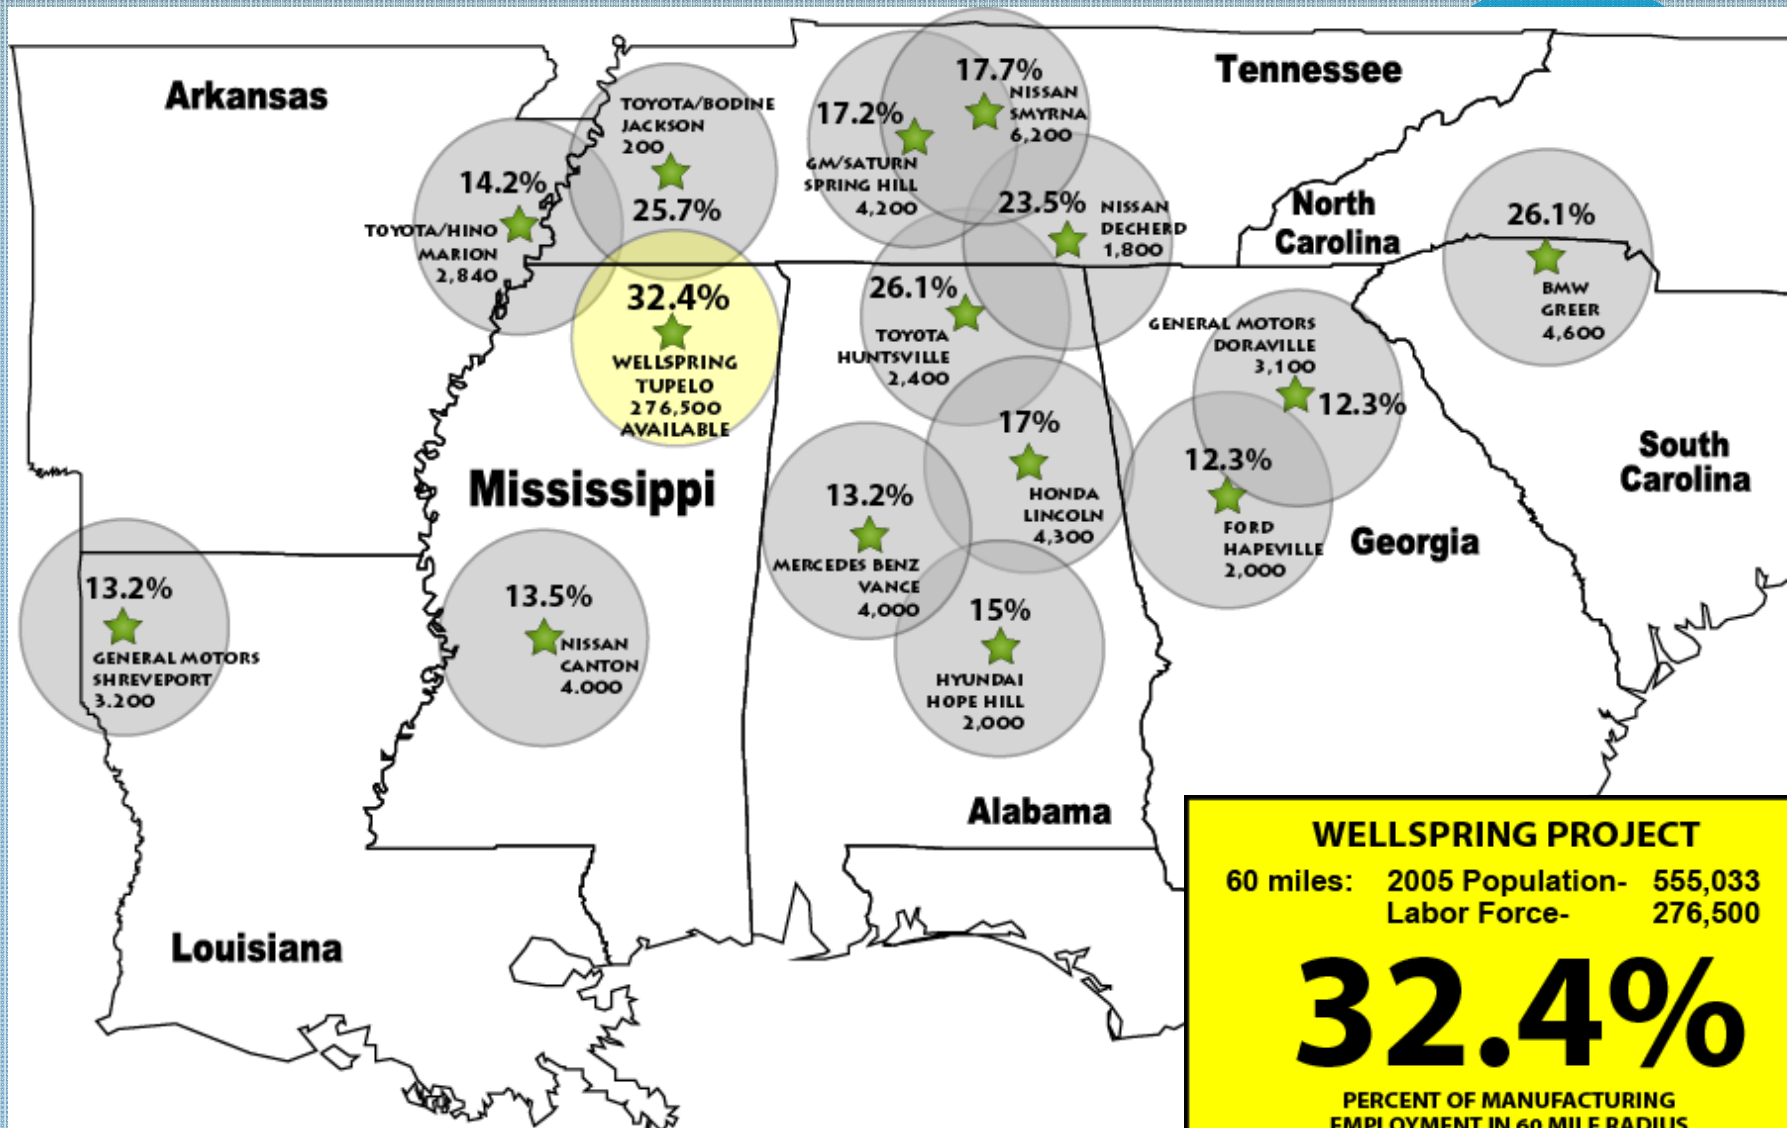 Arkansas
Tennessee
17.7%
NISSAN
SMYRNA
6,200
17.2%
GM/SATURN
SPRING HILL
4,200
TOYOTA/BODINE
JACKSON
200
25.7%
14.2%
TOYOTA/HINO
MARION
2,840
23.5%
NISSAN
DECHERD
1,800
North
Carolina
26.1%
BMW
GREER
4,600
32.4%
WELLSPRING
TUPELO
276,500
AVAILABLE
26.1%
TOYOTA
HUNTSVILLE
2,400
GENERAL MOTORS
DORAVILLE
3,100
12.3%
17%
HONDA
LINCOLN
4,300
12.3%
FORD
HAPEVILLE
2,000
South
Carolina
Mississippi
13.2%
MERCEDES BENZ
VANCE
4,000
Georgia
13.2%
GENERAL MOTORS
SHREVEPORT
3.200
13.5%
NISSAN
CANTON
4.000
15%
HYUNDAI
HOPE HILL
2,000
Alabama
Louisiana
WELLSPRING PROJECT
60 miles: 2005 Population- 555,033
Labor Force- 276,500
32.4%
PERCENT OF MANUFACTURING
EMPLOYMENT IN 60 MILE RADIUS